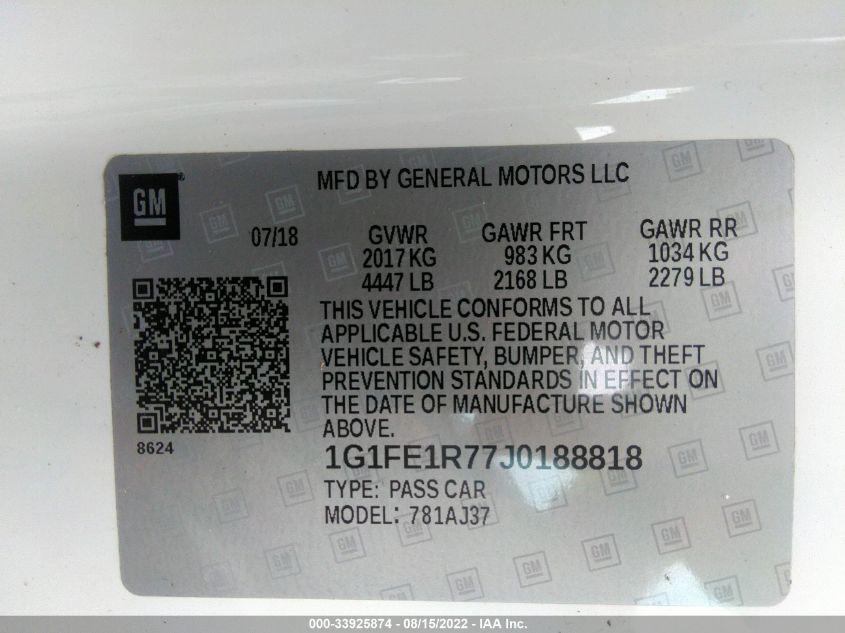 GM
MFD BY GENERAL MOTORS LLC
07/18 GVWR GAWR FRT GAWR RR
2017 KG 983 KG 1034 KG
4447 LB 2168 LB 2279 LB
THIS VEHICLE CONFORMS TO ALL
APPLICABLE U.S. FEDERAL MOTOR
VEHICLE SAFETY, BUMPER, AND THEFT
PREVENTION STANDARDS IN EFFECT ON
THE DATE OF MANUFACTURE SHOWN
ABOVE.
8624
1G1FE1R77J0188818
TYPE: PASS CAR
MODEL: 781AJ37
000-33925874 - 08/15/2022 - IAA Inc.